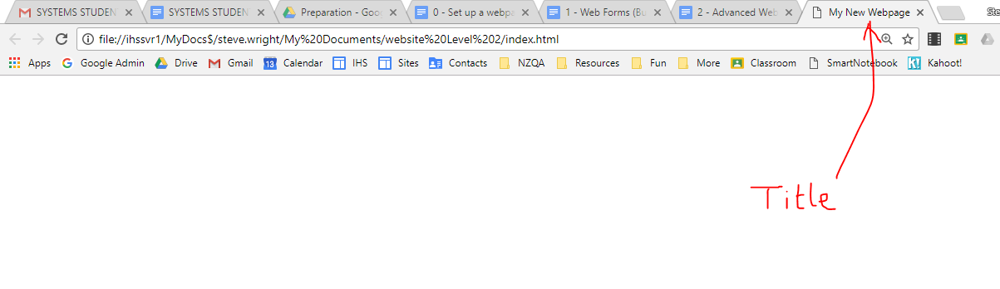 SYSTEMS STUDEN SYSTEMS STUDEN Preparation - Goo 0 - Set up a webpa 1 - Web Forms (Bu 2 - Advanced Web My New Webpage Ste
file://ihssvr1/MyDocs$/steve.wright/My%20Documents/website%20Level%202/index.html
Apps Google Admin Drive Gmail 13 Calendar IHS Sites Contacts NZQA Resources Fun More Classroom SmartNotebook K! Kahoot!
Title